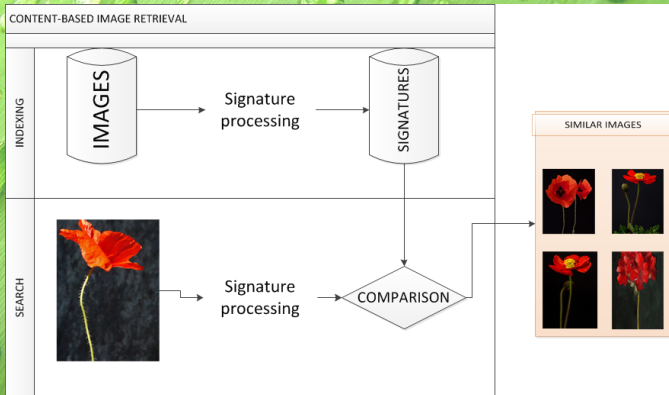 CONTENT-BASED IMAGE RETRIEVAL
INDEXING
IMAGES
Signature
processing
SIGNATURES
SIMILAR IMAGES
SEARCH
Signature
processing
COMPARISON